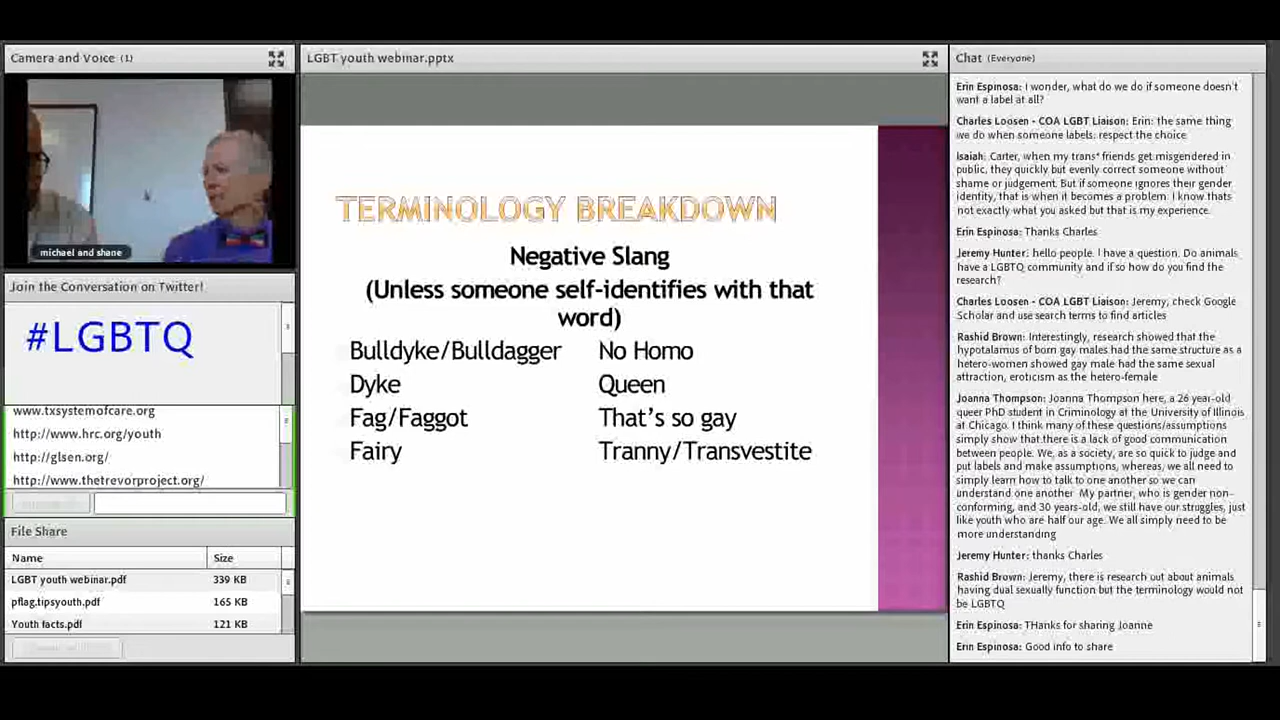 Camera and Voice (1)
michael and shane
Join the Conversation on Twitter!
#LGBTQ
www.txsystemofcare.org
http://www.hrc.org/youth
http://glsen.org/
http://www.thetrevorproject.org/
File Share
Name Size
LGBT youth webinar.pdf 339 KB
pflag.tipsyouth.pdf 165 KB
Youth facts.pdf 121 KB
LGBT youth webinar.pptx
TERMINOLOGY BREAKDOWN
Negative Slang
(Unless someone self-identifies with that
word)
Bulldyke/Bulldagger No Homo
Dyke Queen
Fag/Faggot That's so gay
Fairy Tranny/Transvestite
Chat (Everyone)
Erin Espinosa: I wonder, what do we do if someone doesn't
want a label at all?
Charles Loosen - COA LGBT Liaison: Erin: the same thing
we do when someone labels: respect the choice
Isaiah: Carter, when my trans* friends get misgendered in
public, they quickly but evenly correct someone without
shame or judgement. But if someone ignores their gender
identity, that is when it becomes a problem. I know thats
not exactly what you asked but that is my experience.
Erin Espinosa: Thanks Charles
Jeremy Hunter: hello people. I have a question. Do animals
have a LGBTQ community and if so how do you find the
research?
Charles Loosen - COA LGBT Liaison: Jeremy, check Google
Scholar and use search terms to find articles
Rashid Brown: Interestingly, research showed that the
hypotalamus of born gay males had the same structure as a
hetero-women showed gay male had the same sexual
attraction, eroticism as the hetero-female
Joanna Thompson: Joanna Thompson here, a 26 year-old
queer PhD student in Criminology at the University of Illinois
at Chicago. I think many of these questions/assumptions
simply show that there is a lack of good communication
between people. We, as a society, are so quick to judge and
put labels and make assumptions, whereas, we all need to
simply learn how to talk to one another so we can
understand one another My partner, who is gender non-
conforming, and 30 years-old, we still have our struggles, just
like youth who are half our age. We all simply need to be
more understanding
Jeremy Hunter: thanks Charles
Rashid Brown: Jeremy, there is research out about animals
having dual sexually function but the terminology would not
be LGBTQ
Erin Espinosa: THanks for sharing Joanne
Erin Espinosa: Good info to share